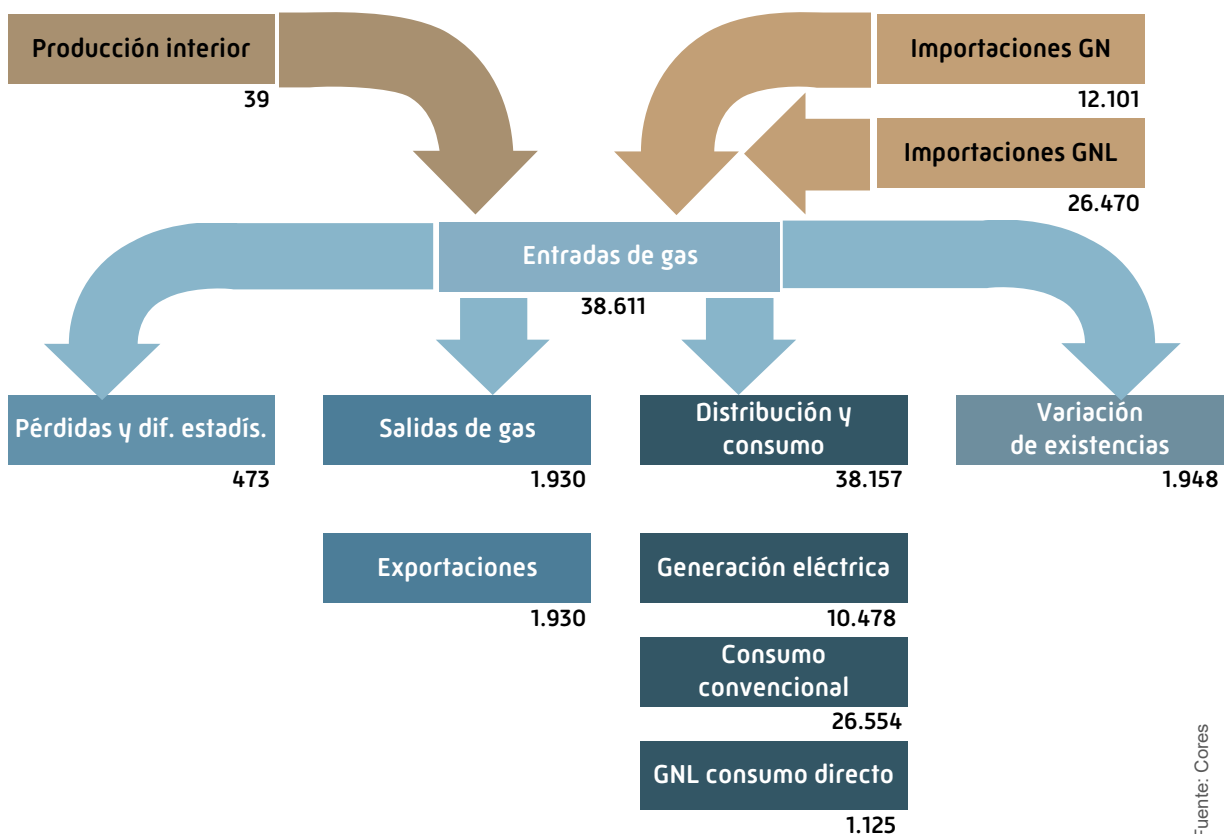 Producción interior
39
Importaciones GN
12.101
Importaciones GNL
26.470
Entradas de gas
38.611
Pérdidas y dif. estadís.
473
Salidas de gas
1.930
Distribución y
consumo
38.157
Variación
de existencias
1.948
Exportaciones
1.930
Generación eléctrica
10.478
Consumo
convencional
26.554
GNL consumo directo
1.125
Fuente: Cores